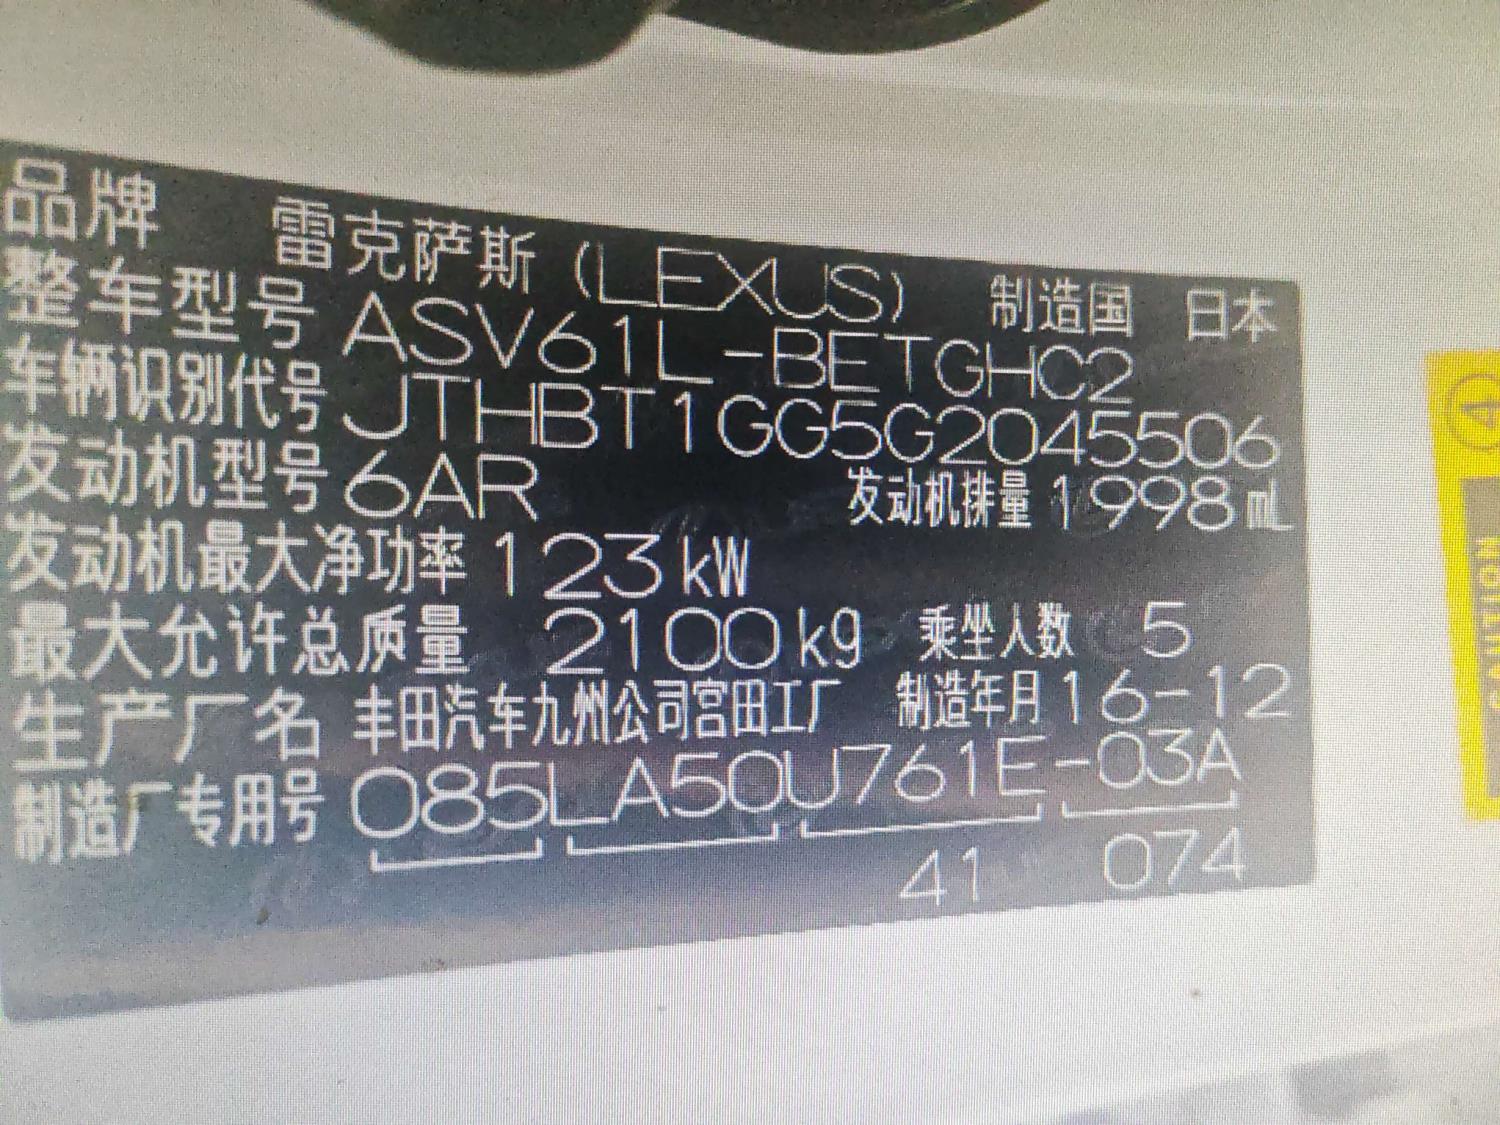 品牌 雷克萨斯 (LEXUS) 制造国 日本
整车型号 ASV61L-BETGHC2
车辆识别代号 JTHBT1GG5G2045506
发动机型号 6AR 发动机排量 1998 mL
发动机最大净功率 123 kW
最大允许总质量 2100 kg 乘坐人数 5
生产厂名 丰田汽车九州公司宫田工厂 制造年月 16-12
制造厂专用号 085LA50U761E-03A
41 074
④
CAUTION